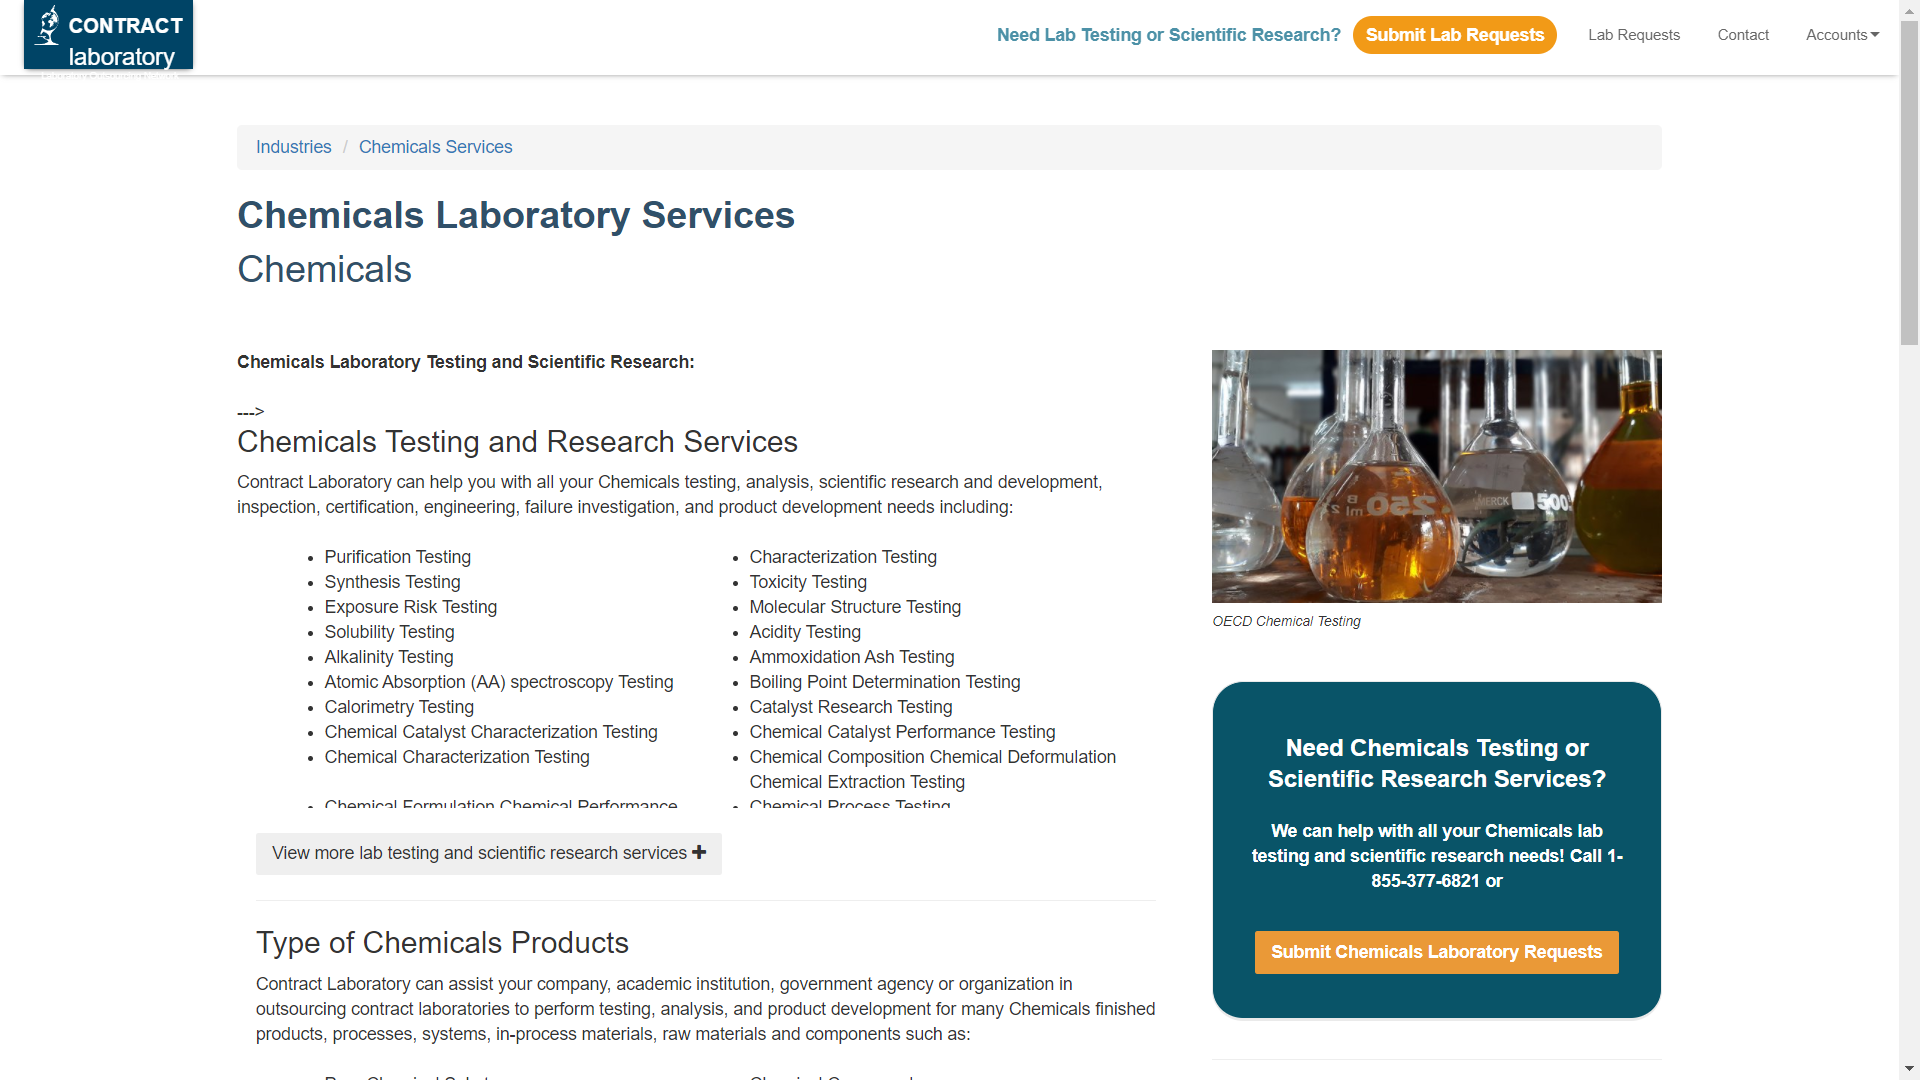 CONTRACT
laboratory
Need Lab Testing or Scientific Research?
Submit Lab Requests
Lab Requests
Contact
Accounts
Industries / Chemicals Services
Chemicals Laboratory Services
Chemicals
Chemicals Laboratory Testing and Scientific Research:
--->
Chemicals Testing and Research Services
Contract Laboratory can help you with all your Chemicals testing, analysis, scientific research and development,
inspection, certification, engineering, failure investigation, and product development needs including:
• Purification Testing
• Synthesis Testing
• Exposure Risk Testing
• Solubility Testing
• Alkalinity Testing
• Atomic Absorption (AA) spectroscopy Testing
• Calorimetry Testing
• Chemical Catalyst Characterization Testing
• Chemical Characterization Testing
• Chemical Formulation Chemical Performance
• Characterization Testing
• Toxicity Testing
• Molecular Structure Testing
• Acidity Testing
• Ammoxidation Ash Testing
• Boiling Point Determination Testing
• Catalyst Research Testing
• Chemical Catalyst Performance Testing
• Chemical Composition Chemical Deformulation
Chemical Extraction Testing
• Chemical Process Testing
View more lab testing and scientific research services +
Type of Chemicals Products
Contract Laboratory can assist your company, academic institution, government agency or organization in
outsourcing contract laboratories to perform testing, analysis, and product development for many Chemicals finished
products, processes, systems, in-process materials, raw materials and components such as:
MERCK
500
250
ml
B
OECD Chemical Testing
Need Chemicals Testing or
Scientific Research Services?
We can help with all your Chemicals lab
testing and scientific research needs! Call 1-
855-377-6821 or
Submit Chemicals Laboratory Requests